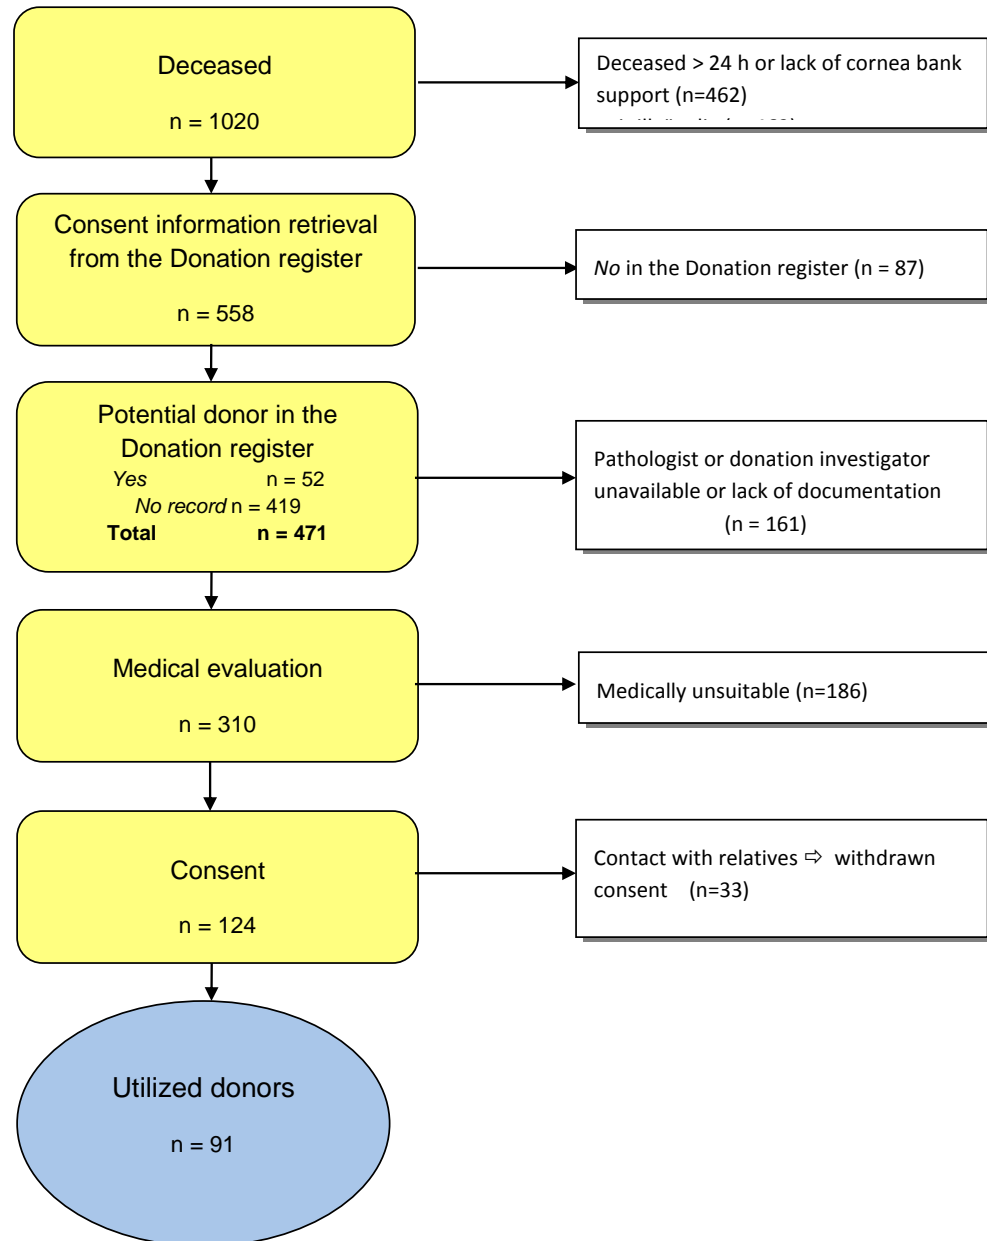 Deceased
n = 1020
Deceased > 24 h or lack of cornea bank
support (n=462)
Consent information retrieval
from the Donation register
n = 558
No in the Donation register (n = 87)
Potential donor in the
Donation register
Yes n = 52
No record n = 419
Total n = 471
Pathologist or donation investigator
unavailable or lack of documentation
(n = 161)
Medical evaluation
n = 310
Medically unsuitable (n=186)
Consent
n = 124
Contact with relatives ⇨ withdrawn
consent (n=33)
Utilized donors
n = 91